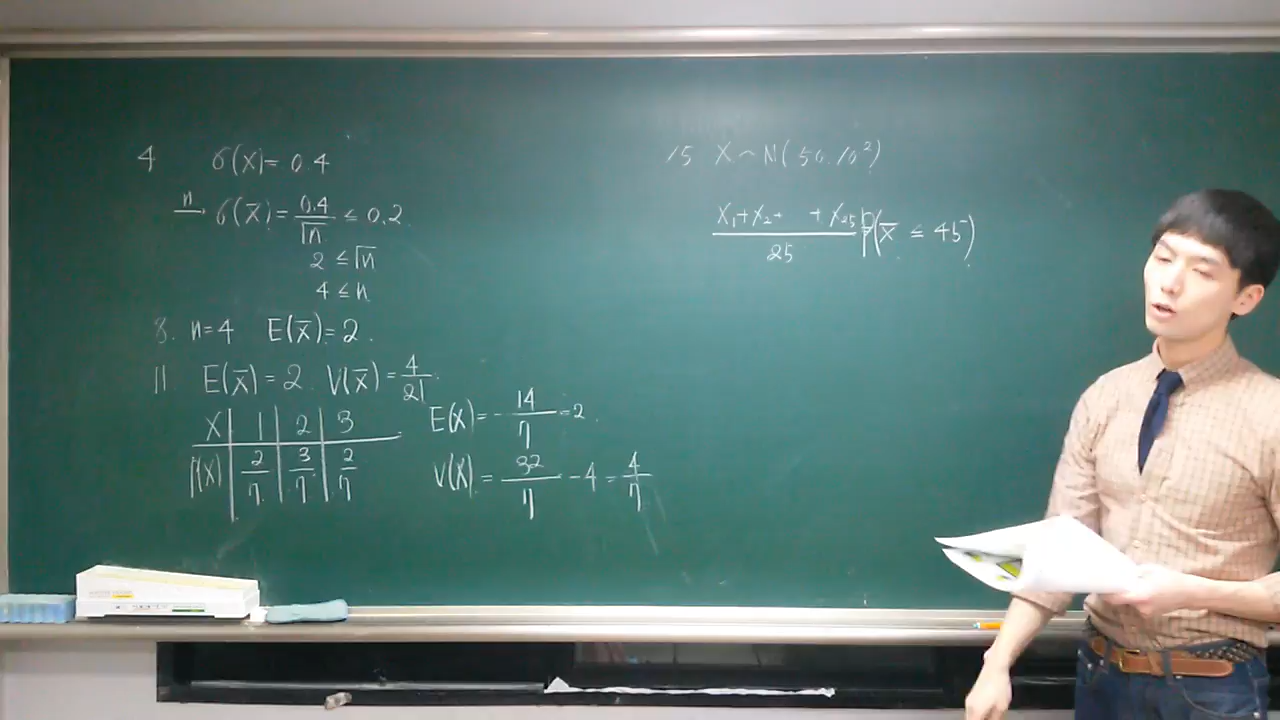 4 σ(X)= 0.4
n σ(X̄)= 0.4/√n ≤ 0.2
2 ≤ √n
4 ≤ n
8. n=4 E(X̄)=2.
11 E(X̄)=2. V(X̄)=4/21.
X 1 2 3
P(X) 2/7 3/7 2/7
E(X)= 14/7 =2.
V(X)= 32/7 -4= 4/7
15 X~N(50.10²)
X₁+X₂+ +X₂₅/25 P(X̄ ≤ 45)